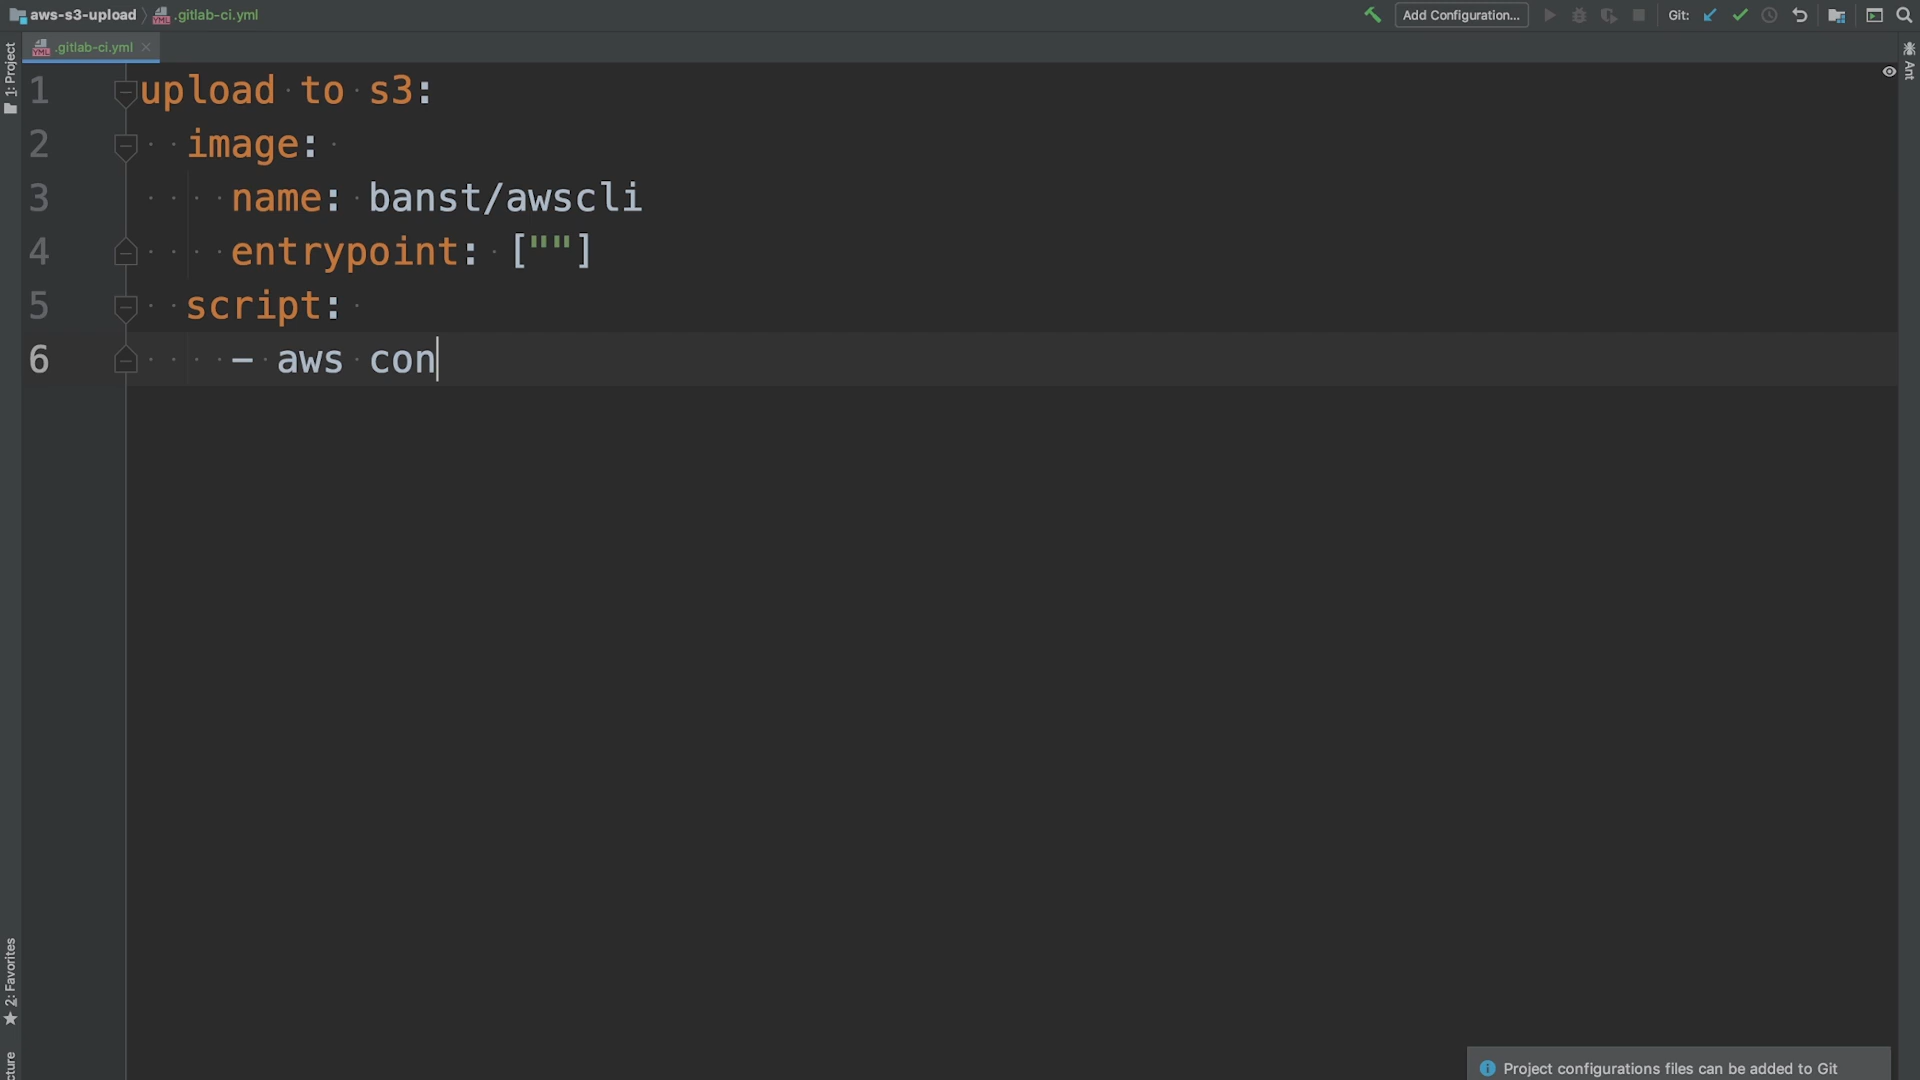 aws-s3-upload .gitlab-ci.yml Add Configuration... Git:
.gitlab-ci.yml
1: Project
Ant
1 upload to s3:
2 image:
3 name: banst/awscli
4 entrypoint: [""]
5 script:
6 - aws con
2: Favorites
cture
Project configurations files can be added to Git